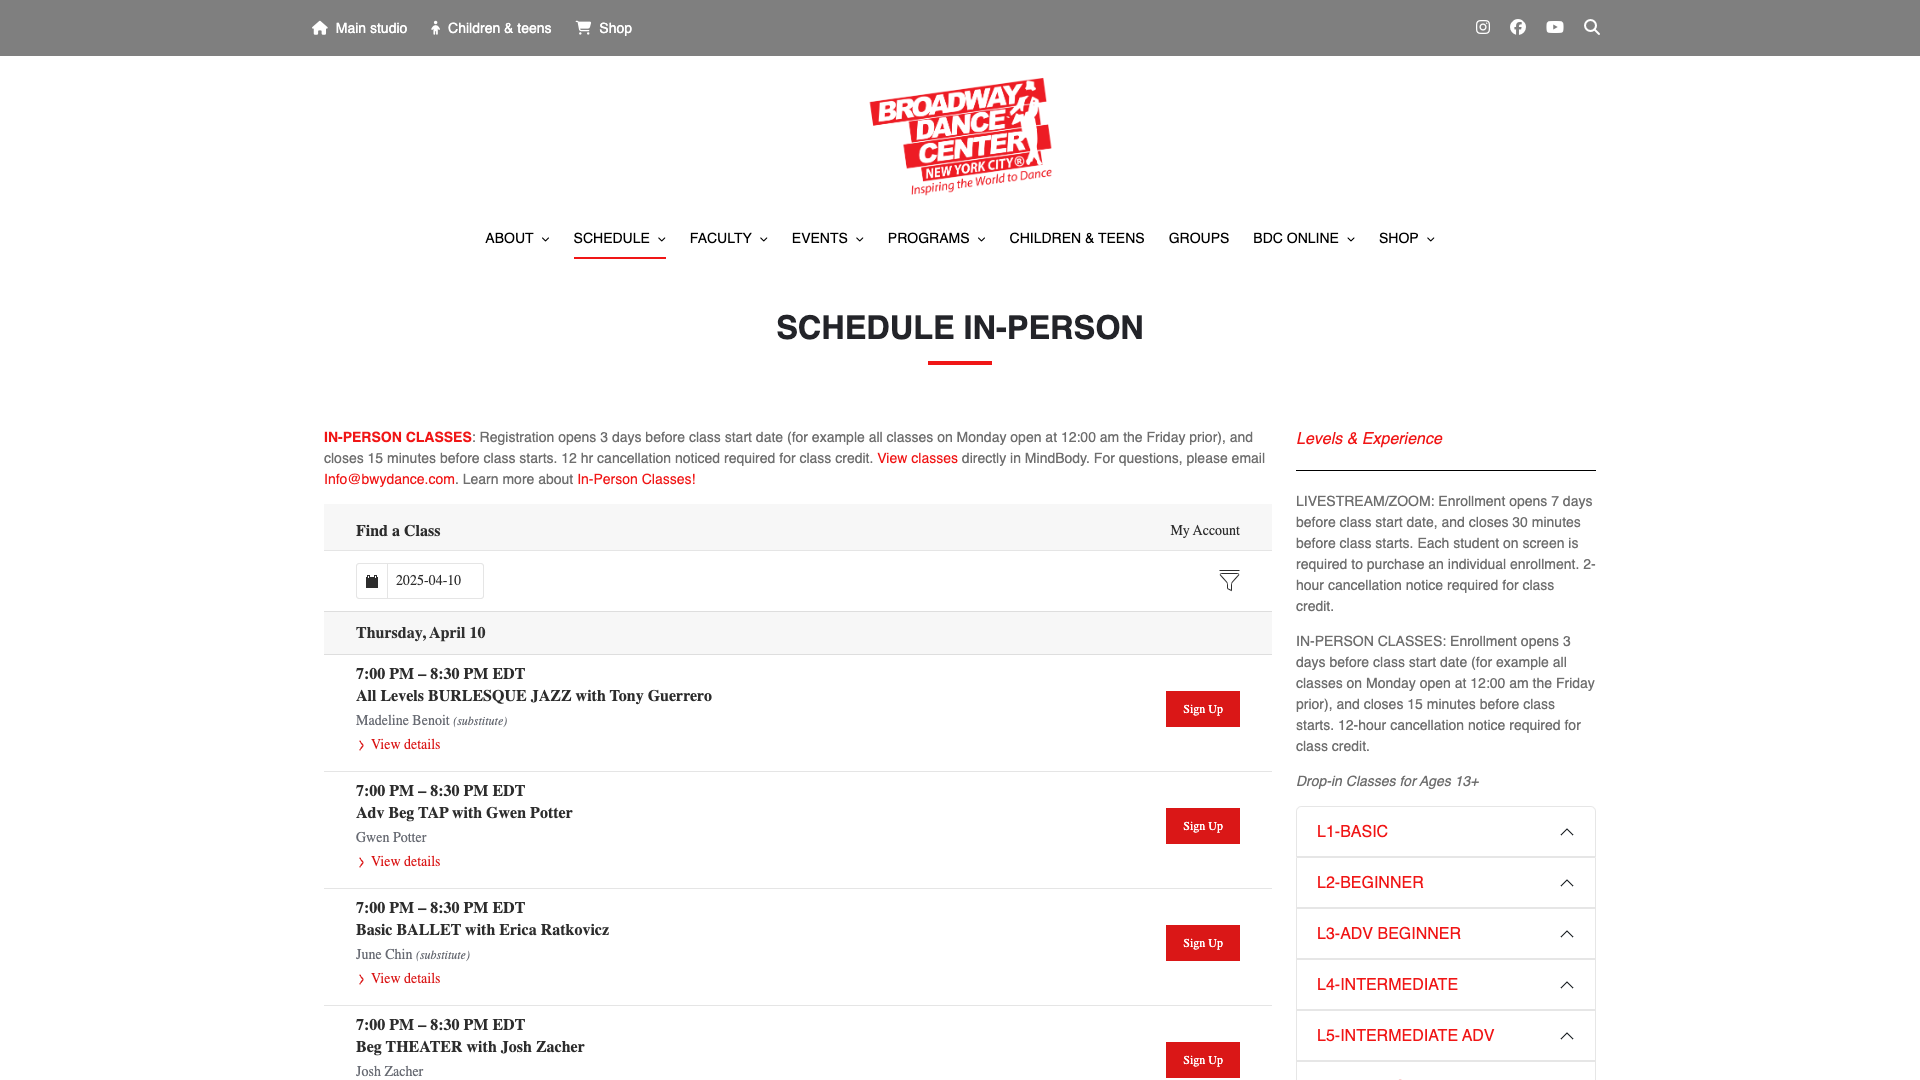 Main studio
Children & teens
Shop
BROADWAY
DANCE
CENTER
NEW YORK CITY®
Inspiring the World to Dance
ABOUT
SCHEDULE
FACULTY
EVENTS
PROGRAMS
CHILDREN & TEENS
GROUPS
BDC ONLINE
SHOP
SCHEDULE IN-PERSON
IN-PERSON CLASSES: Registration opens 3 days before class start date (for example all classes on Monday open at 12:00 am the Friday prior), and
closes 15 minutes before class starts. 12 hr cancellation noticed required for class credit. View classes directly in MindBody. For questions, please email
Info@bwydance.com. Learn more about In-Person Classes!
Find a Class
My Account
2025-04-10
Thursday, April 10
7:00 PM – 8:30 PM EDT
All Levels BURLESQUE JAZZ with Tony Guerrero
Madeline Benoit (substitute)
View details
Sign Up
7:00 PM – 8:30 PM EDT
Adv Beg TAP with Gwen Potter
Gwen Potter
View details
Sign Up
7:00 PM – 8:30 PM EDT
Basic BALLET with Erica Ratkovicz
June Chin (substitute)
View details
Sign Up
7:00 PM – 8:30 PM EDT
Beg THEATER with Josh Zacher
Josh Zacher
Sign Up
Levels & Experience
LIVESTREAM/ZOOM: Enrollment opens 7 days
before class start date, and closes 30 minutes
before class starts. Each student on screen is
required to purchase an individual enrollment. 2-
hour cancellation notice required for class
credit.
IN-PERSON CLASSES: Enrollment opens 3
days before class start date (for example all
classes on Monday open at 12:00 am the Friday
prior), and closes 15 minutes before class
starts. 12-hour cancellation notice required for
class credit.
Drop-in Classes for Ages 13+
L1-BASIC
L2-BEGINNER
L3-ADV BEGINNER
L4-INTERMEDIATE
L5-INTERMEDIATE ADV